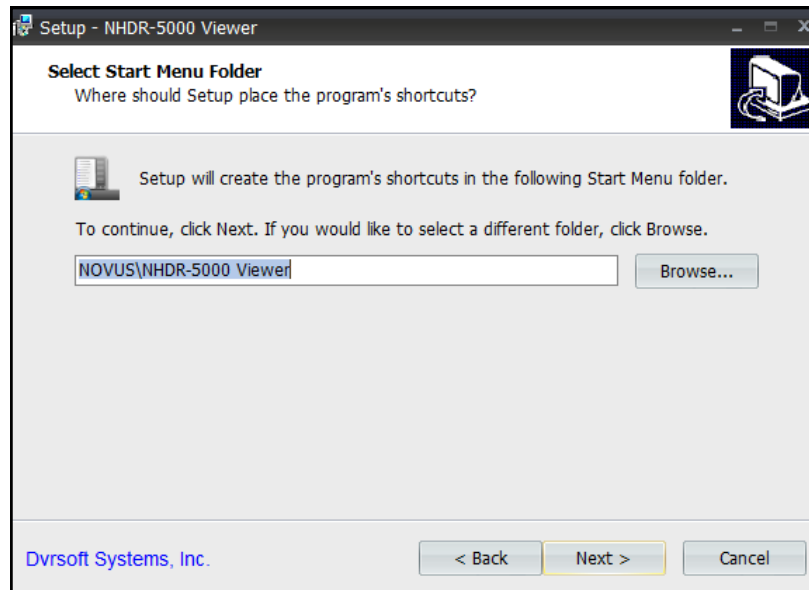 Setup - NHDR-5000 Viewer
Select Start Menu Folder
Where should Setup place the program's shortcuts?
Setup will create the program's shortcuts in the following Start Menu folder.
To continue, click Next. If you would like to select a different folder, click Browse.
NOVUS\NHDR-5000 Viewer
Browse...
Dvrsoft Systems, Inc.
< Back
Next >
Cancel